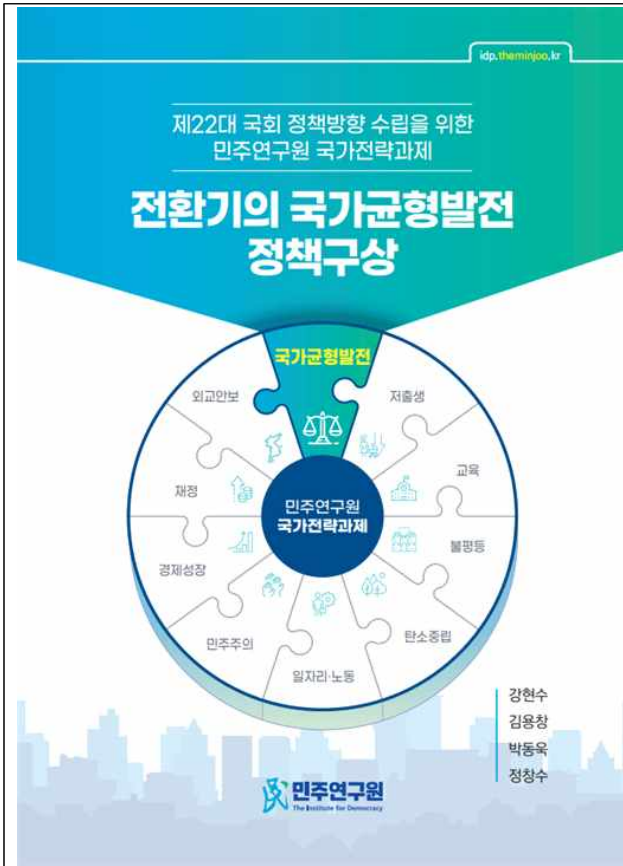 idp.theminjoo.kr
제22대 국회 정책방향 수립을 위한
민주연구원 국가전략과제
전환기의 국가균형발전
정책구상
국가균형발전
외교안보
저출생
재정
교육
민주연구원
국가전략과제
경제성장
불평등
민주주의
탄소중립
일자리·노동
강현수
김용창
박동욱
정창수
민주연구원
The Institute for Democracy